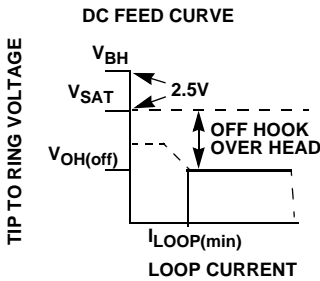 DC FEED CURVE
TIP TO RING VOLTAGE
VBH
2.5V
VSAT
OFF HOOK
OVER HEAD
VOH(off)
ILOOP(min)
LOOP CURRENT